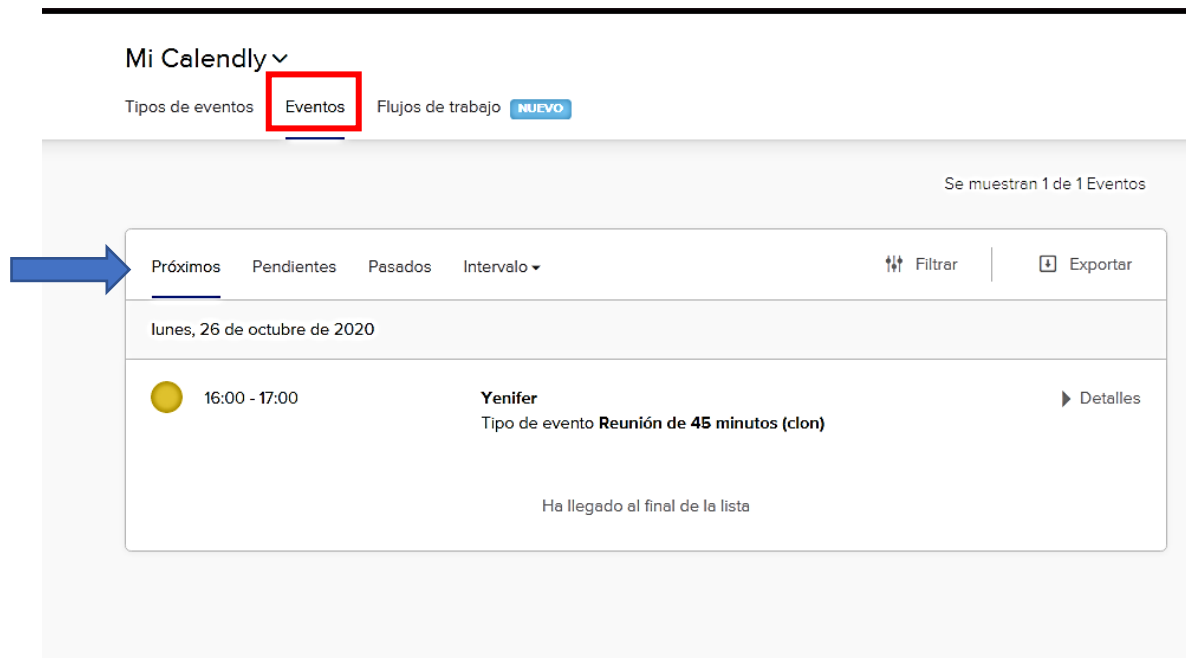 Mi Calendly
Tipos de eventos Eventos Flujos de trabajo NUEVO
Se muestran 1 de 1 Eventos
Próximos Pendientes Pasados Intervalo Filtrar Exportar
lunes, 26 de octubre de 2020
16:00 - 17:00 Yenifer Detalles
Tipo de evento Reunión de 45 minutos (clon)
Ha llegado al final de la lista